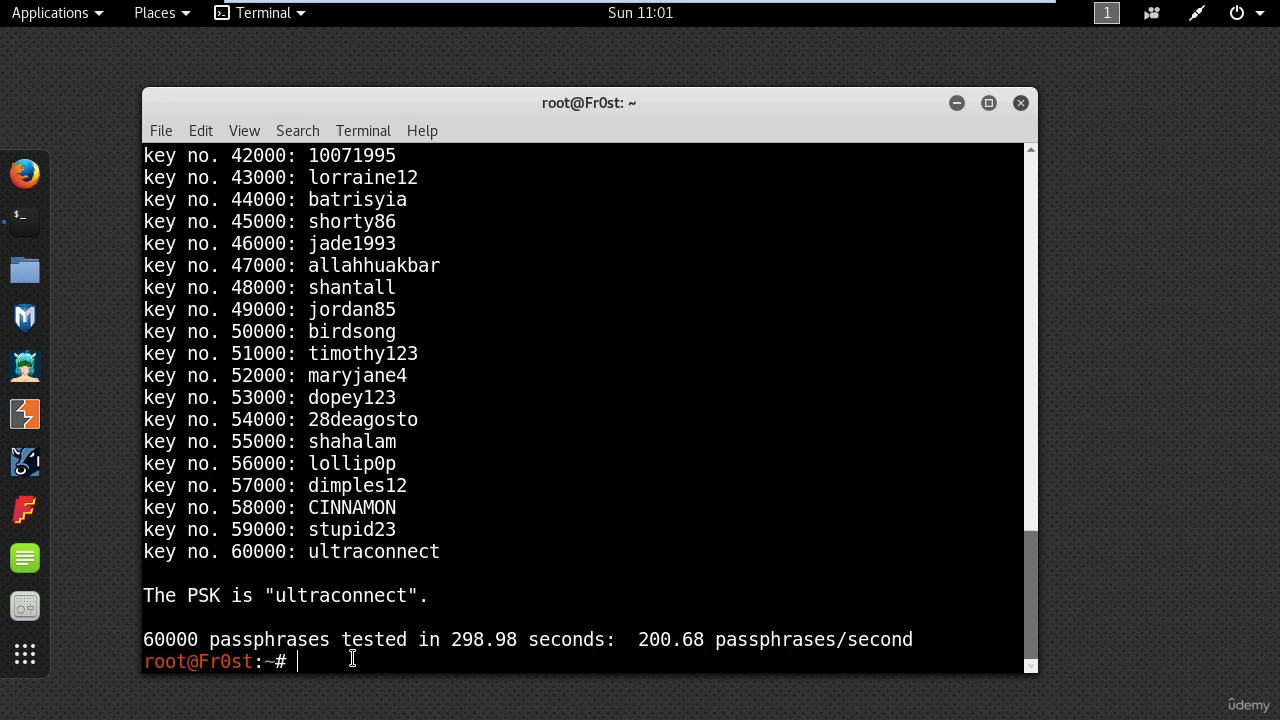 Applications Places Terminal Sun 11:01 1
root@Fr0st: ~
File Edit View Search Terminal Help
key no. 42000: 10071995
key no. 43000: lorraine12
key no. 44000: batrisyia
key no. 45000: shorty86
key no. 46000: jade1993
key no. 47000: allahhuakbar
key no. 48000: shantall
key no. 49000: jordan85
key no. 50000: birdsong
key no. 51000: timothy123
key no. 52000: maryjane4
key no. 53000: dopey123
key no. 54000: 28deagosto
key no. 55000: shahalam
key no. 56000: lollip0p
key no. 57000: dimples12
key no. 58000: CINNAMON
key no. 59000: stupid23
key no. 60000: ultraconnect
The PSK is "ultraconnect".
60000 passphrases tested in 298.98 seconds:  200.68 passphrases/second
root@Fr0st:~#
ûdemy